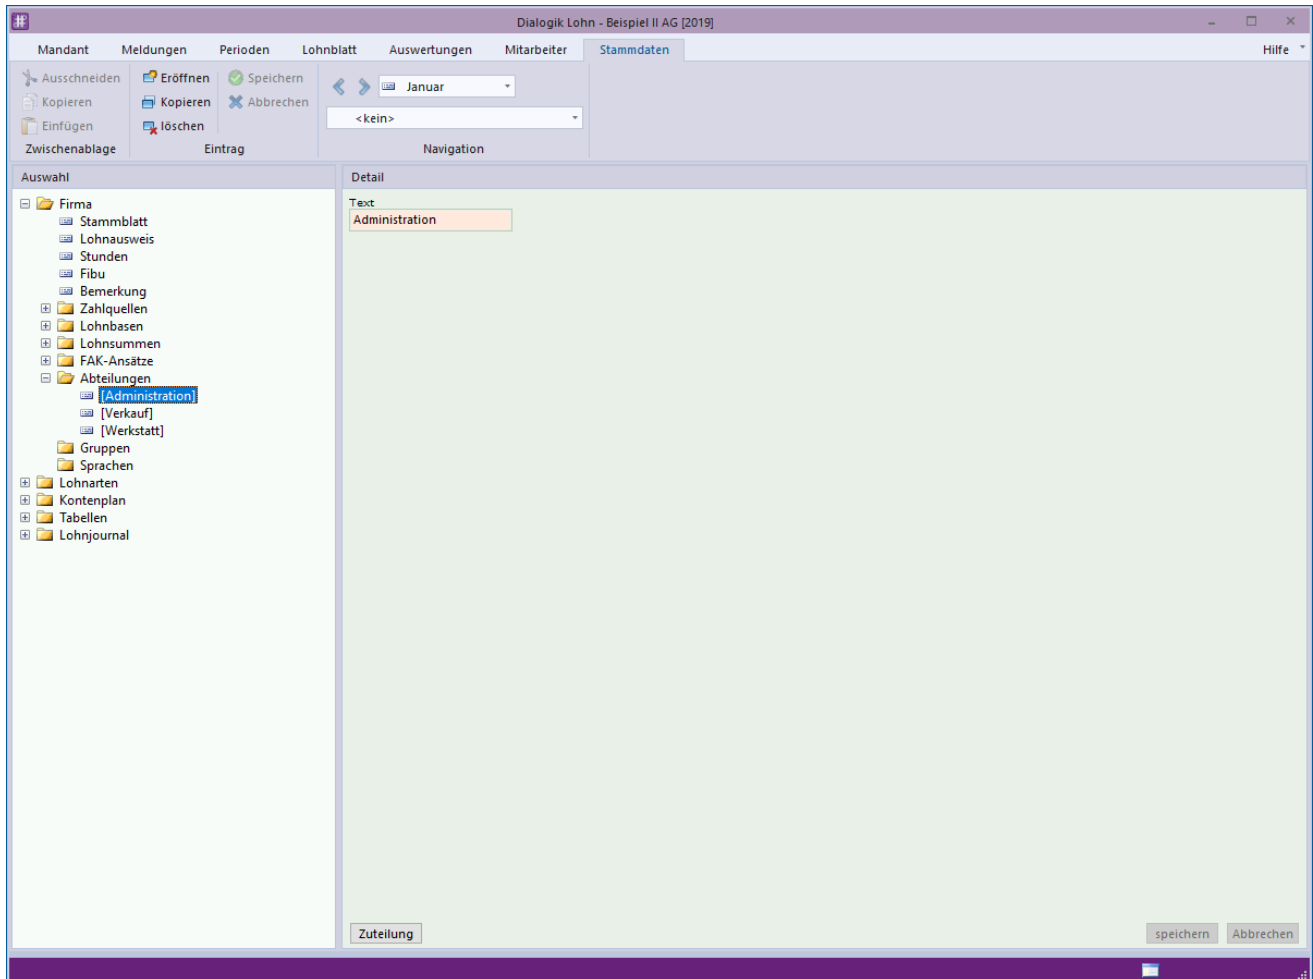 Dialogik Lohn - Beispiel II AG [2019]
Mandant Meldungen Perioden Lohnblatt Auswertungen Mitarbeiter Stammdaten Hilfe
Ausschneiden Eröffnen Speichern
Januar
Kopieren Kopieren Abbrechen
<kein>
Einfügen löschen
Zwischenablage Eintrag Navigation
Auswahl
Firma
Stammblatt
Lohnausweis
Stunden
Fibu
Bemerkung
Zahlquellen
Lohnbasen
Lohnsummen
FAK-Ansätze
Abteilungen
[Administration]
[Verkauf]
[Werkstatt]
Gruppen
Sprachen
Lohnarten
Kontenplan
Tabellen
Lohnjournal
Detail
Text
Administration
Zuteilung speichern Abbrechen